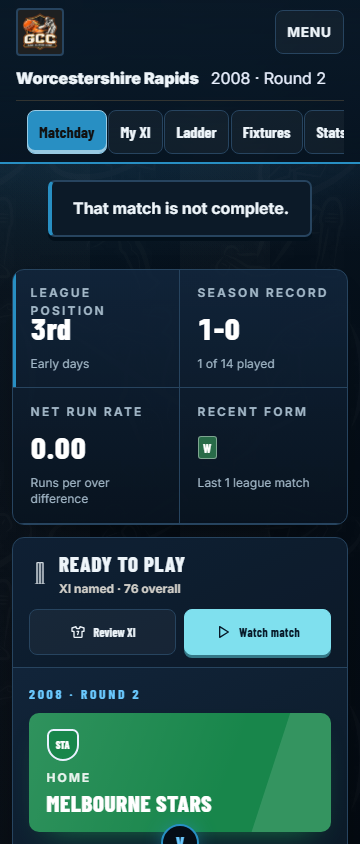 GCC
MENU
Worcestershire Rapids 2008 · Round 2
Matchday My XI Ladder Fixtures Stats
That match is not complete.
LEAGUE POSITION
3rd
Early days
SEASON RECORD
1-0
1 of 14 played
NET RUN RATE
0.00
Runs per over
difference
RECENT FORM
W
Last 1 league match
READY TO PLAY
XI named · 76 overall
Review XI Watch match
2008 · ROUND 2
STA
HOME
MELBOURNE STARS
V